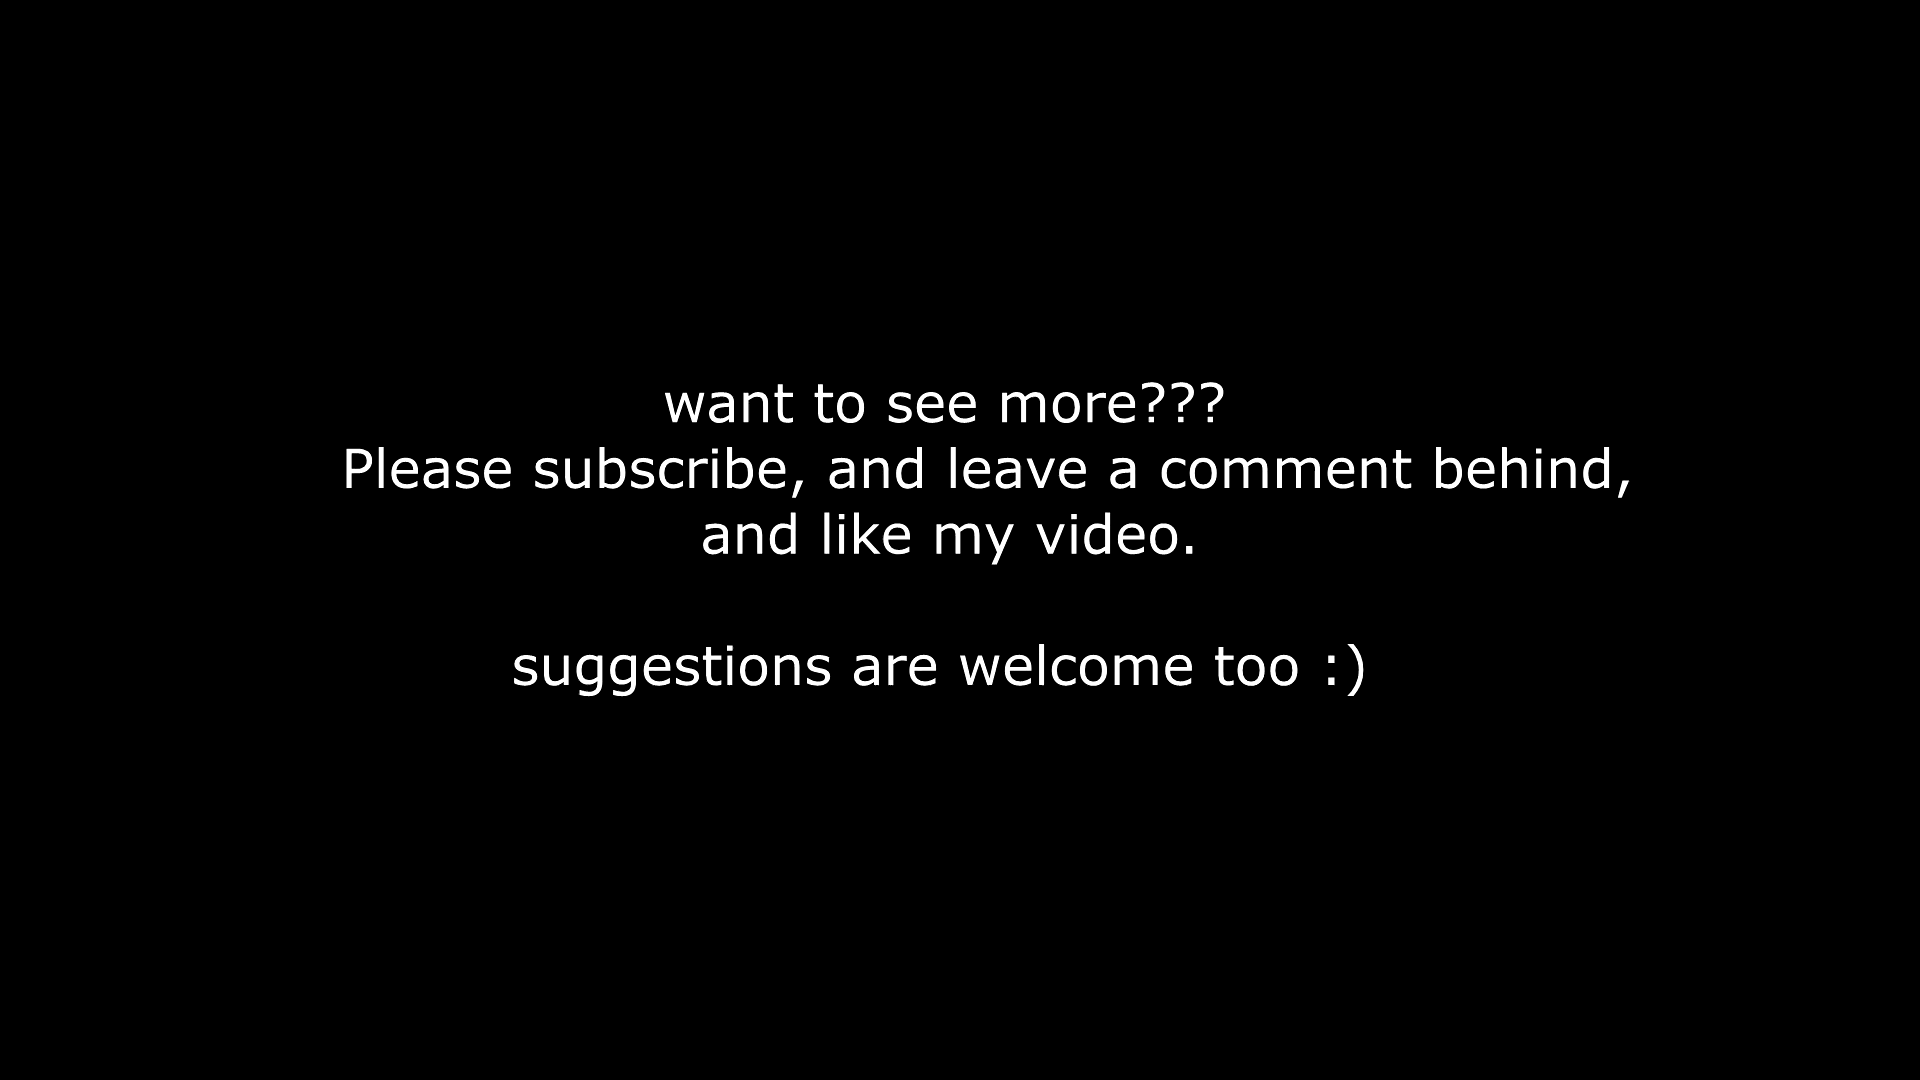 want to see more???
Please subscribe, and leave a comment behind,
and like my video.
suggestions are welcome too :)